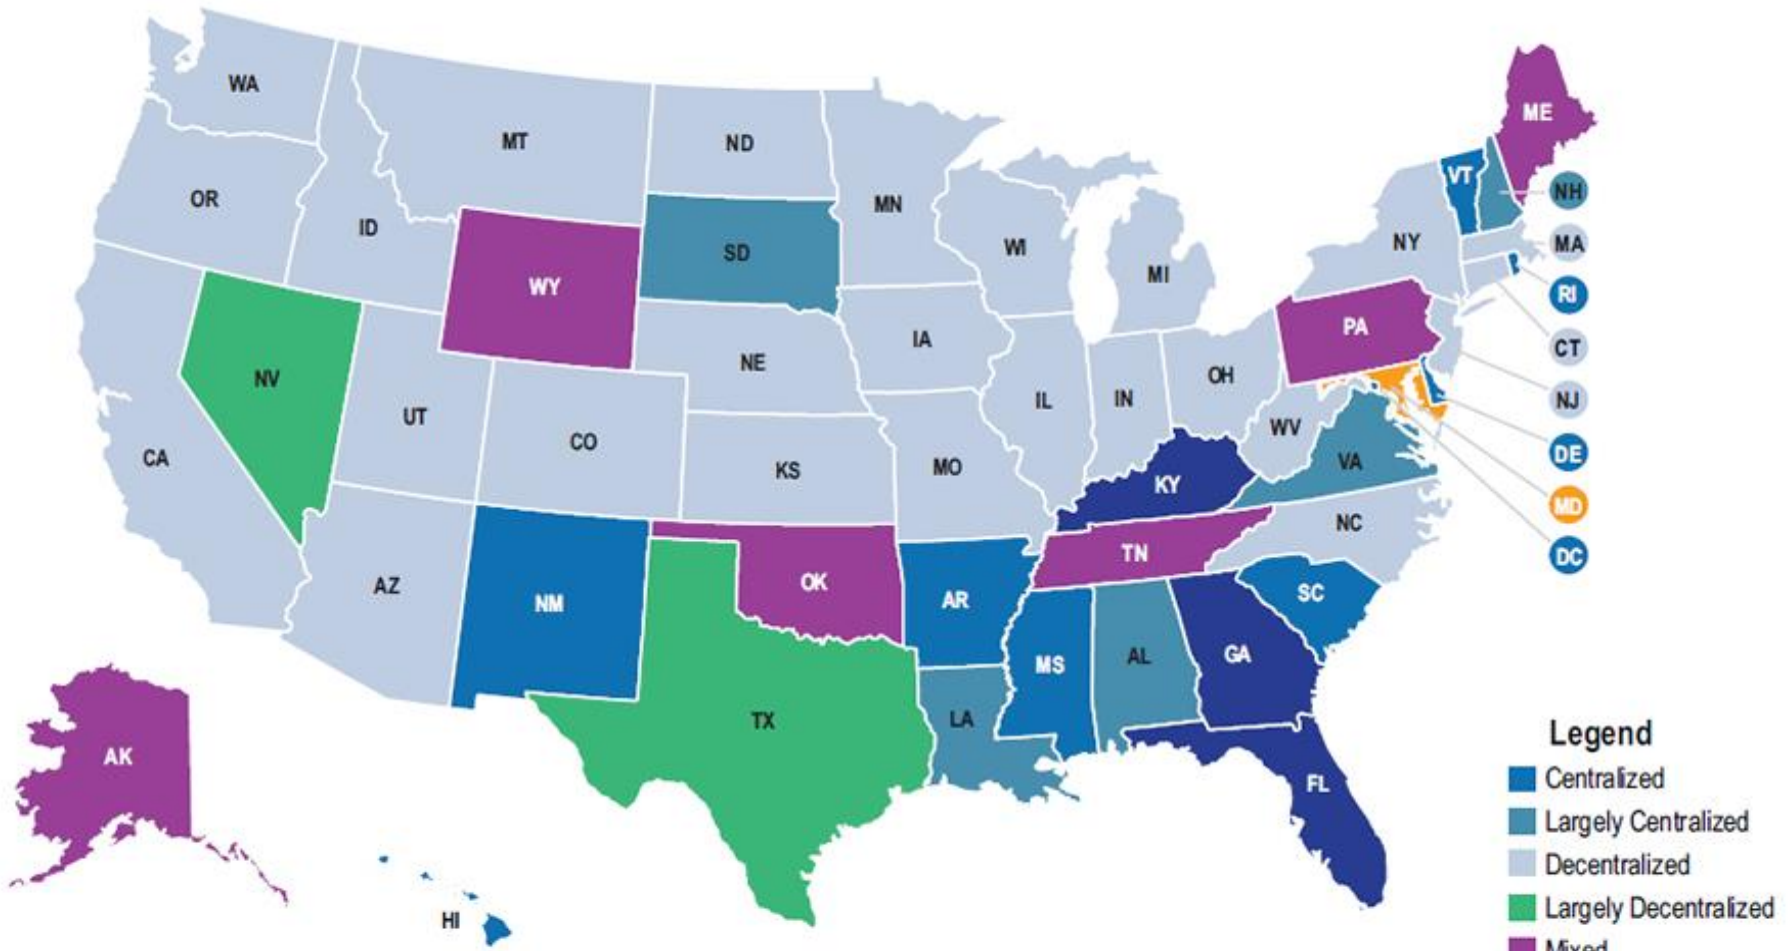 WA
MT
ND
MN
OR
ID
SD
WI
MI
WY
NY
VT
ME
NH
MA
RI
CT
NJ
DE
MD
DC
NV
UT
CO
NE
IA
IL
IN
OH
PA
WV
VA
CA
KS
MO
KY
NC
AZ
NM
OK
AR
TN
SC
TX
LA
MS
AL
GA
FL
AK
HI
Legend
Centralized
Largely Centralized
Decentralized
Largely Decentralized
Mixed